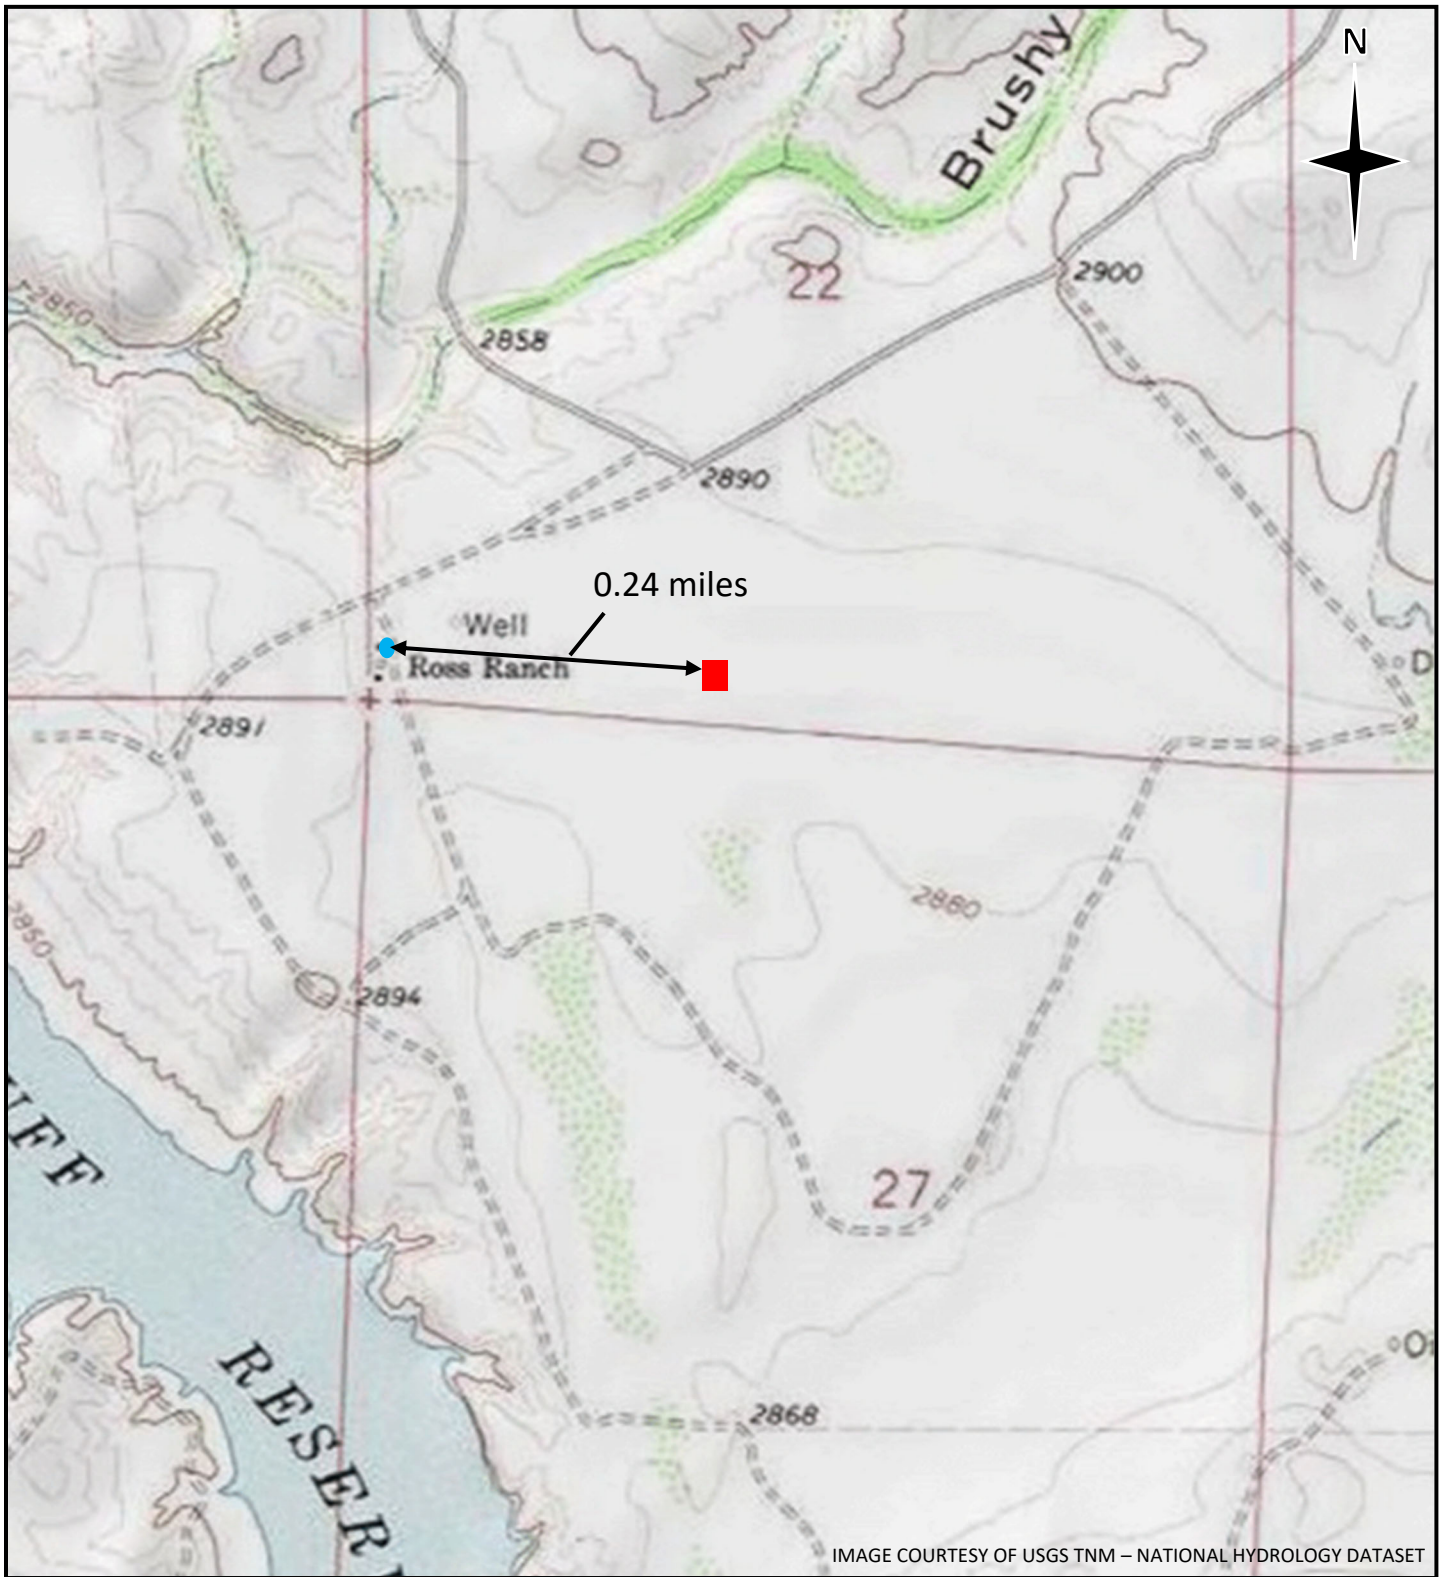 N
Brushy
2900
22
2850
2858
2890
0.24 miles
Well
Ross Ranch
D
2891
2880
2850
2894
UFF
27
RESER
2868
IMAGE COURTESY OF USGS TNM – NATIONAL HYDROLOGY DATASET